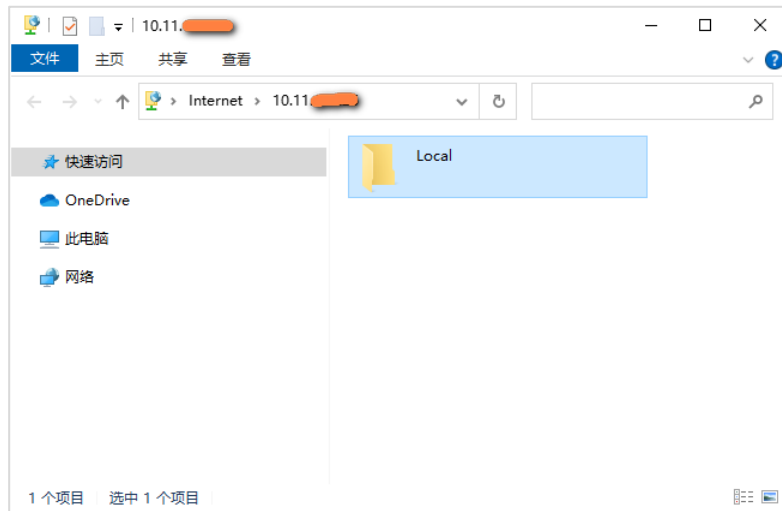 10.11.
文件 主页 共享 查看
Internet 10.11.
快速访问
Local
OneDrive
此电脑
网络
1 个项目 选中 1 个项目